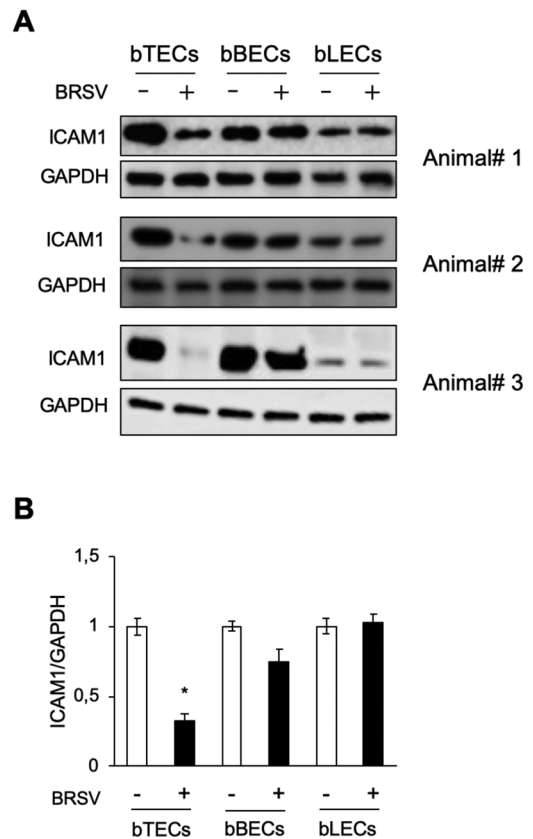 A
bTECs bBECs bLECs
BRSV - + - + - +
ICAM1
GAPDH
Animal# 1
ICAM1
GAPDH
Animal# 2
ICAM1
GAPDH
Animal# 3
B
ICAM1/GAPDH
1,5
1
0,5
0
*
BRSV - + - + - +
bTECs bBECs bLECs